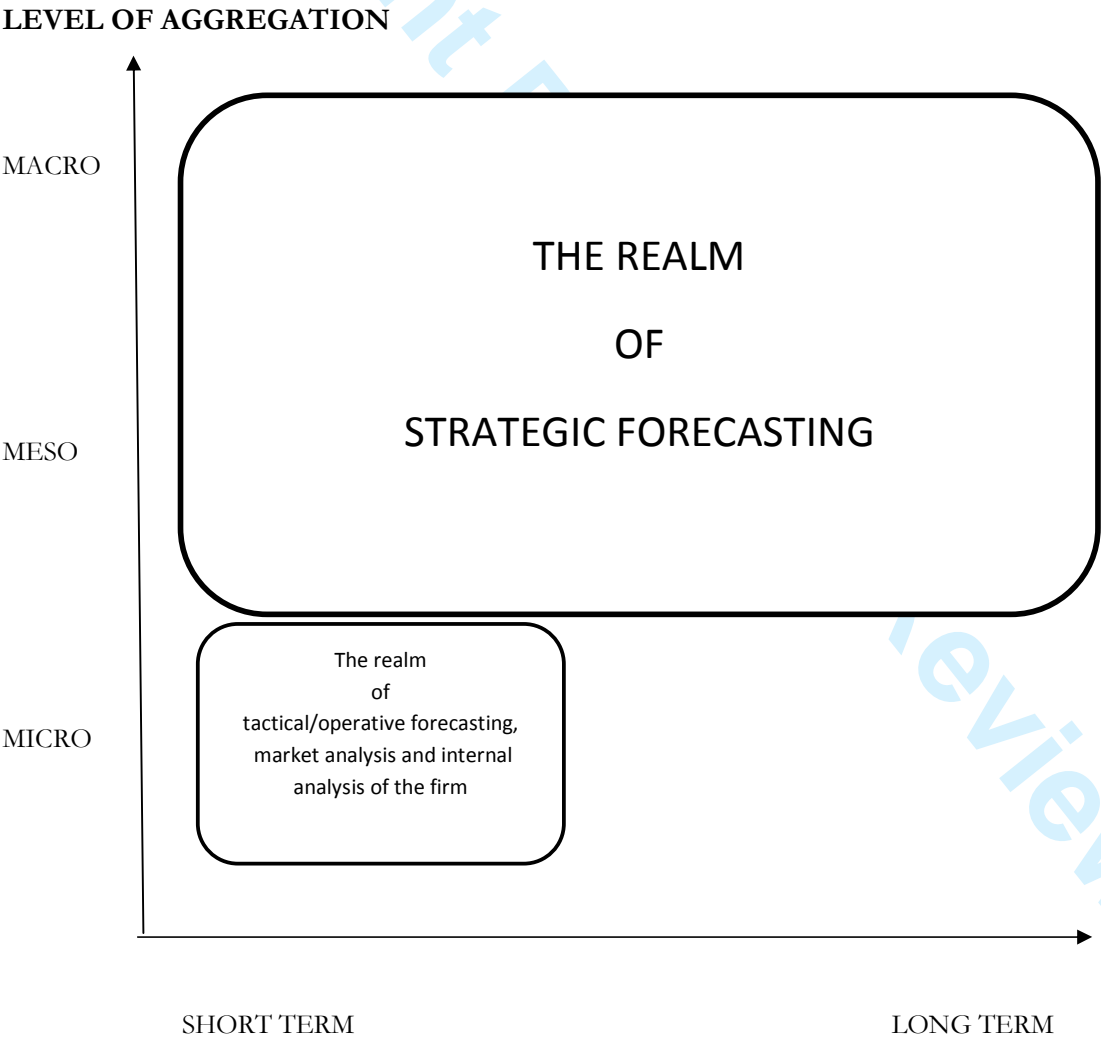 LEVEL OF AGGREGATION
MACRO
THE REALM
OF
STRATEGIC FORECASTING
MESO
The realm
of
tactical/operative forecasting,
market analysis and internal
analysis of the firm
MICRO
SHORT TERM
LONG TERM